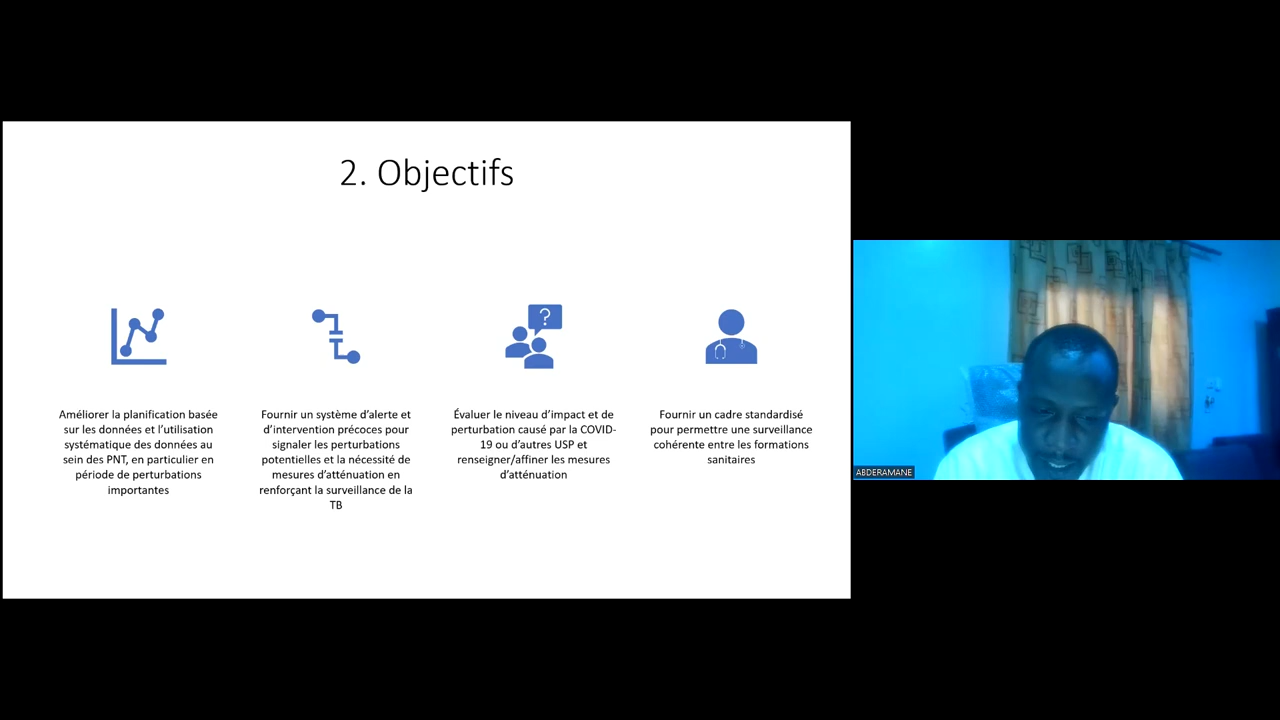 2. Objectifs
Améliorer la planification basée
sur les données et l’utilisation
systématique des données au
sein des PNT, en particulier en
période de perturbations
importantes
Fournir un système d’alerte et
d’intervention précoces pour
signaler les perturbations
potentielles et la nécessité de
mesures d’atténuation en
renforçant la surveillance de la
TB
?
Évaluer le niveau d’impact et de
perturbation causé par la COVID-
19 ou d’autres USP et
renseigner/affiner les mesures
d’atténuation
Fournir un cadre standardisé
pour permettre une surveillance
cohérente entre les formations
sanitaires
ABDERAMANE